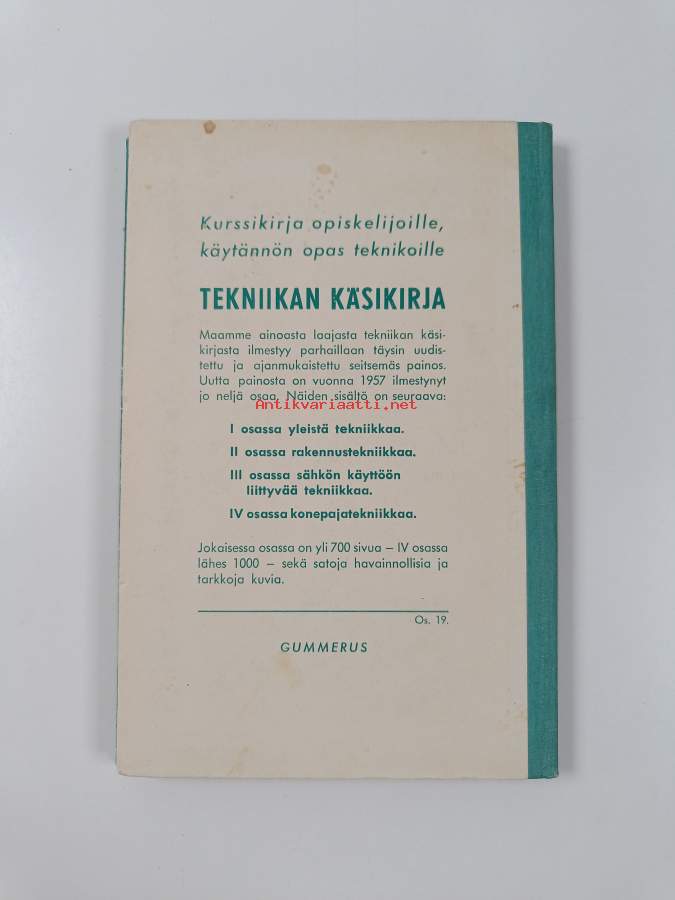 Kurssikirja opiskelijoille,
käytännön opas teknikoille
TEKNIIKAN KÄSIKIRJA
Maamme ainoasta laajasta tekniikan käsi-
kirjasta ilmestyy parhaillaan täysin uudis-
tettu ja ajanmukaistettu seitsemäs painos.
Uutta painosta on vuonna 1957 ilmestynyt
jo neljä osaa. Näiden sisältö on seuraava:
Antikvariaatti.net
I osassa yleistä tekniikkaa.
II osassa rakennustekniikkaa.
III osassa sähkön käyttöön
liittyvää tekniikkaa.
IV osassa konepajatekniikkaa.
Jokaisessa osassa on yli 700 sivua – IV osassa
lähes 1000 – sekä satoja havainnollisia ja
tarkkoja kuvia.
Os. 19.
GUMMERUS